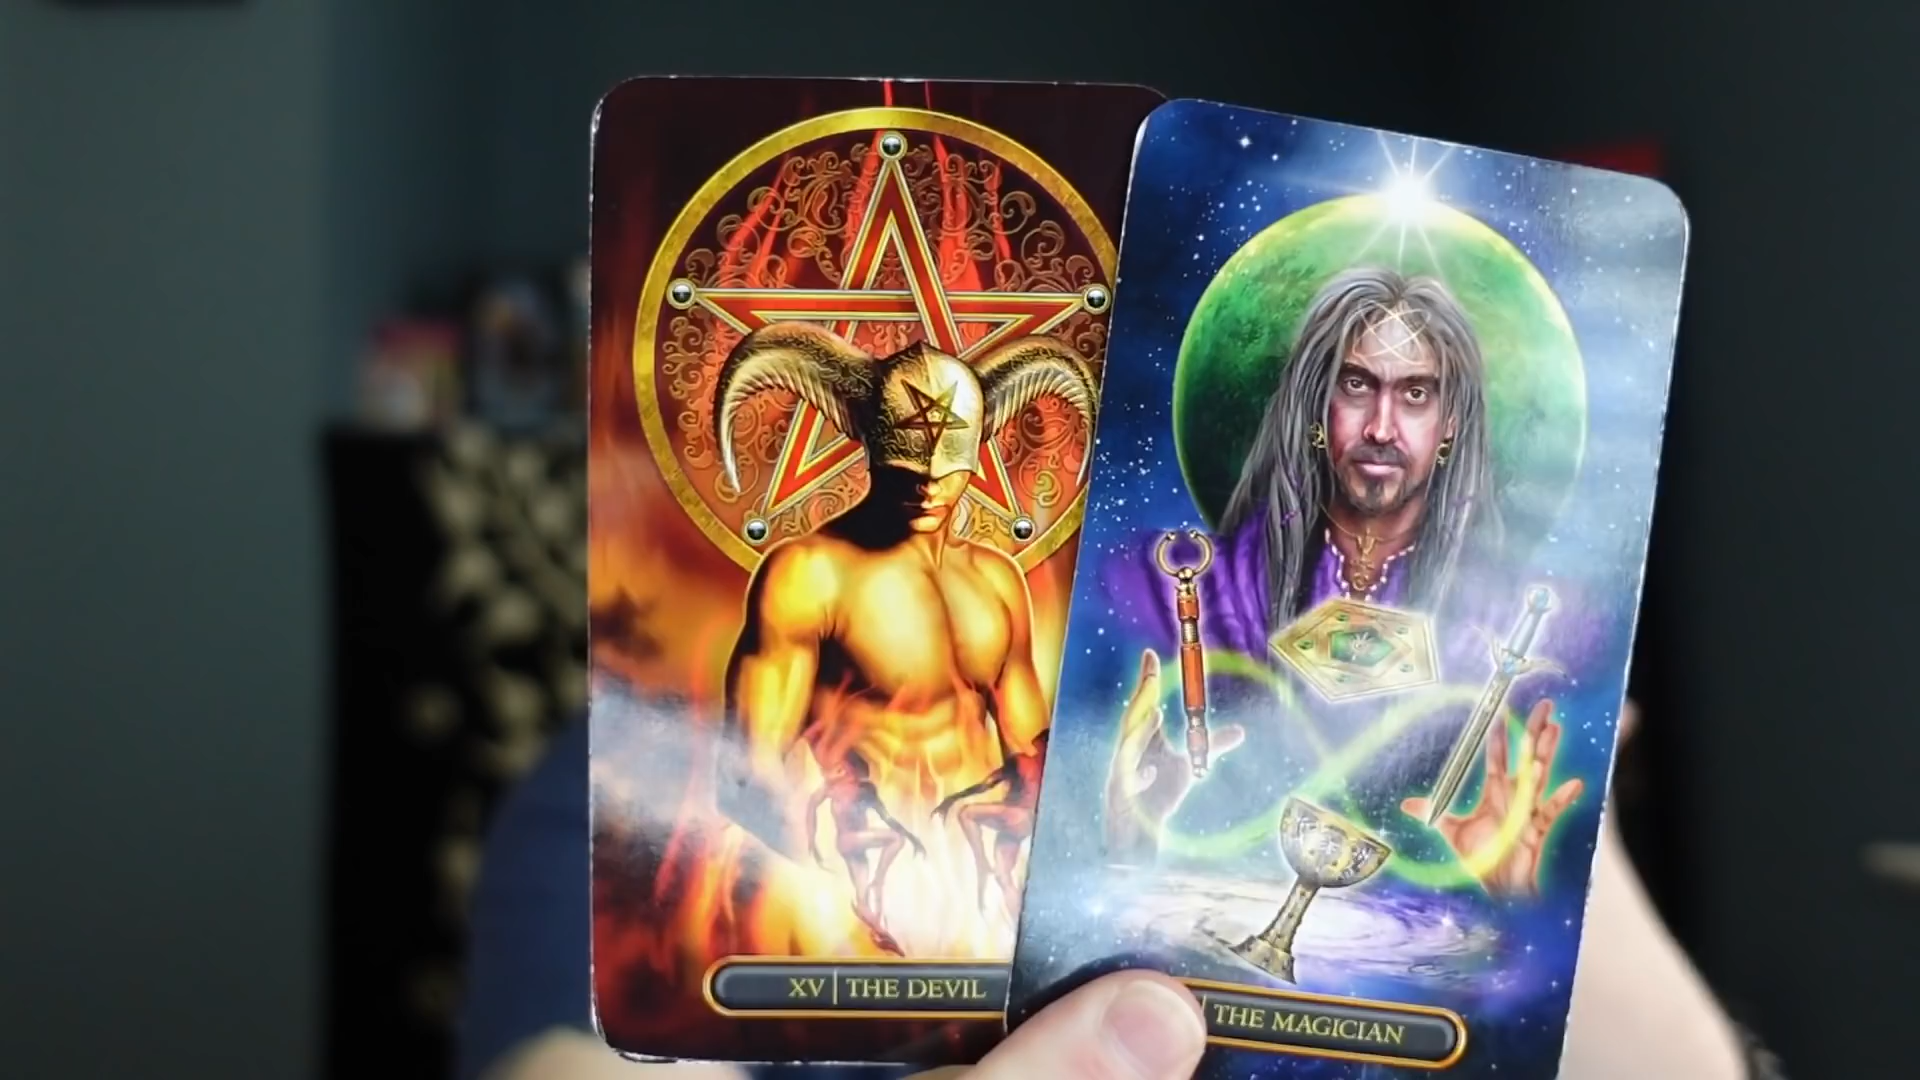 XV | THE DEVIL
| THE MAGICIAN